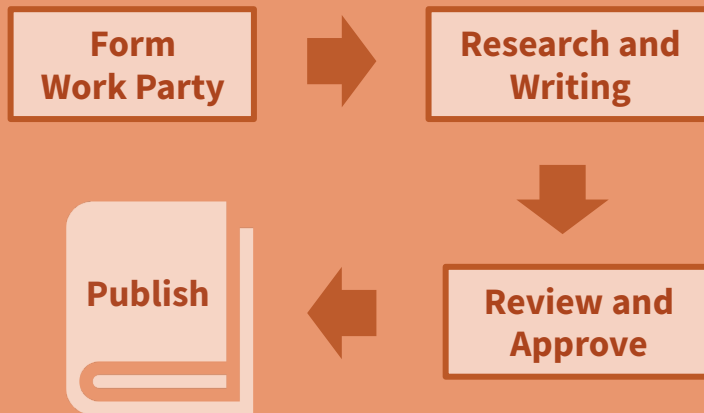 Form
Work Party
Research and
Writing
Review and
Approve
Publish